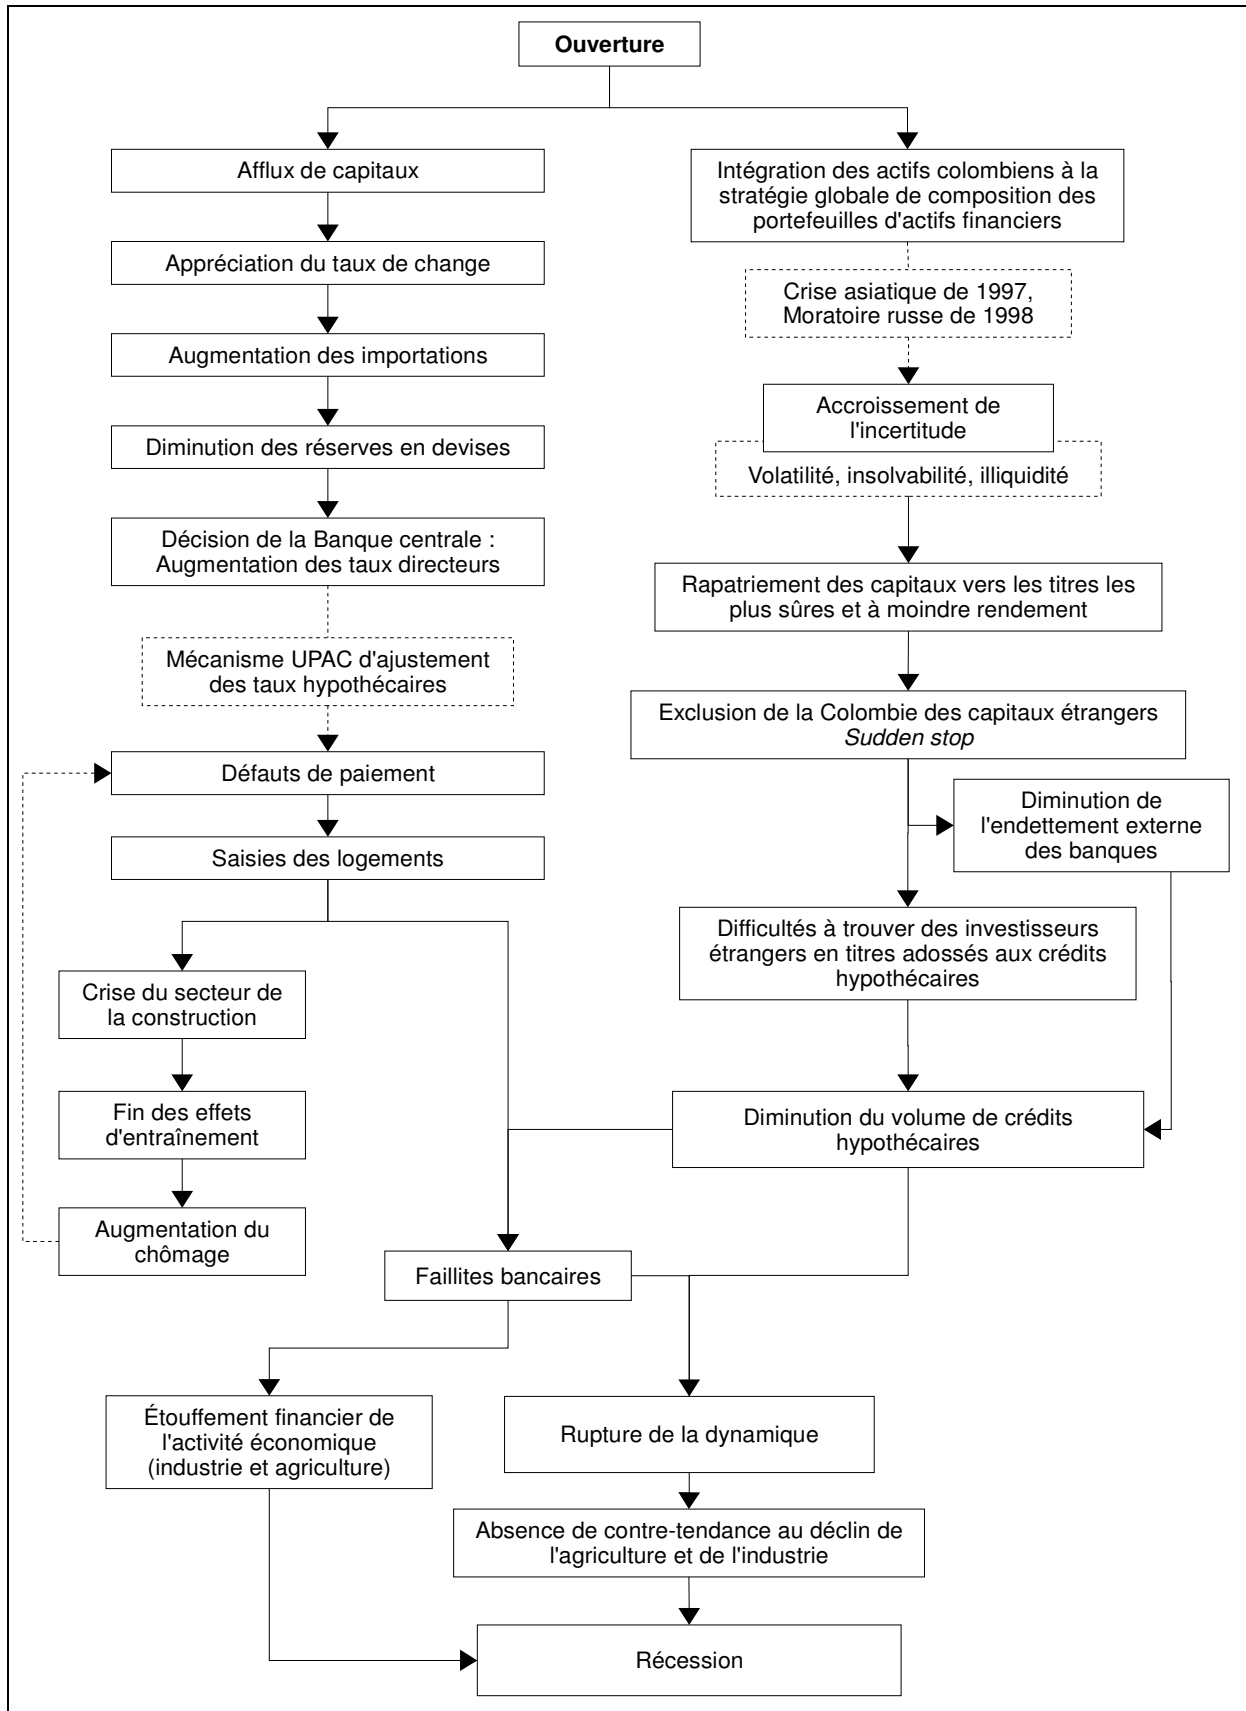 Ouverture
Afflux de capitaux
Appréciation du taux de change
Augmentation des importations
Diminution des réserves en devises
Décision de la Banque centrale :
Augmentation des taux directeurs
Mécanisme UPAC d'ajustement
des taux hypothécaires
Défauts de paiement
Saisies des logements
Crise du secteur de
la construction
Fin des effets
d'entraînement
Augmentation du
chômage
Intégration des actifs colombiens à la
stratégie globale de composition des
portefeuilles d'actifs financiers
Crise asiatique de 1997,
Moratoire russe de 1998
Accroissement de
l'incertitude
Volatilité, insolvabilité, illiquidité
Rapatriement des capitaux vers les titres les
plus sûres et à moindre rendement
Exclusion de la Colombie des capitaux étrangers
Sudden stop
Diminution de
l'endettement externe
des banques
Difficultés à trouver des investisseurs
étrangers en titres adossés aux crédits
hypothécaires
Diminution du volume de crédits
hypothécaires
Faillites bancaires
Étouffement financier de
l'activité économique
(industrie et agriculture)
Rupture de la dynamique
Absence de contre-tendance au déclin de
l'agriculture et de l'industrie
Récession